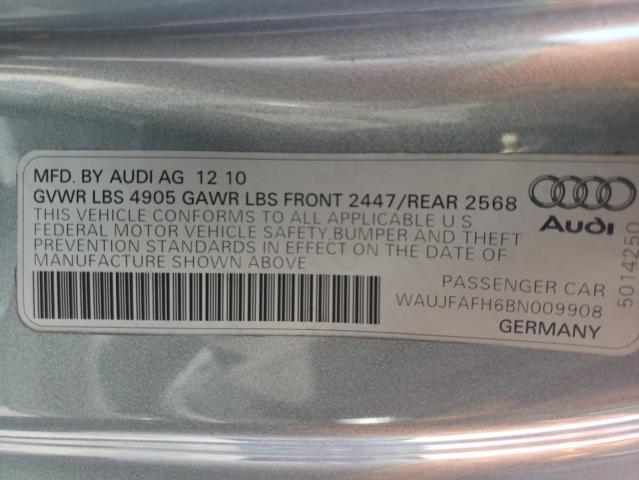 MFD. BY AUDI AG 12 10
GVWR LBS 4905 GAWR LBS FRONT 2447/REAR 2568
THIS VEHICLE CONFORMS TO ALL APPLICABLE U S
FEDERAL MOTOR VEHICLE SAFETY,BUMPER AND THEFT
PREVENTION STANDARDS IN EFFECT ON THE DATE OF
MANUFACTURE SHOWN ABOVE
Audi
PASSENGER CAR
WAUJFAFH6BN009908
GERMANY
5014250